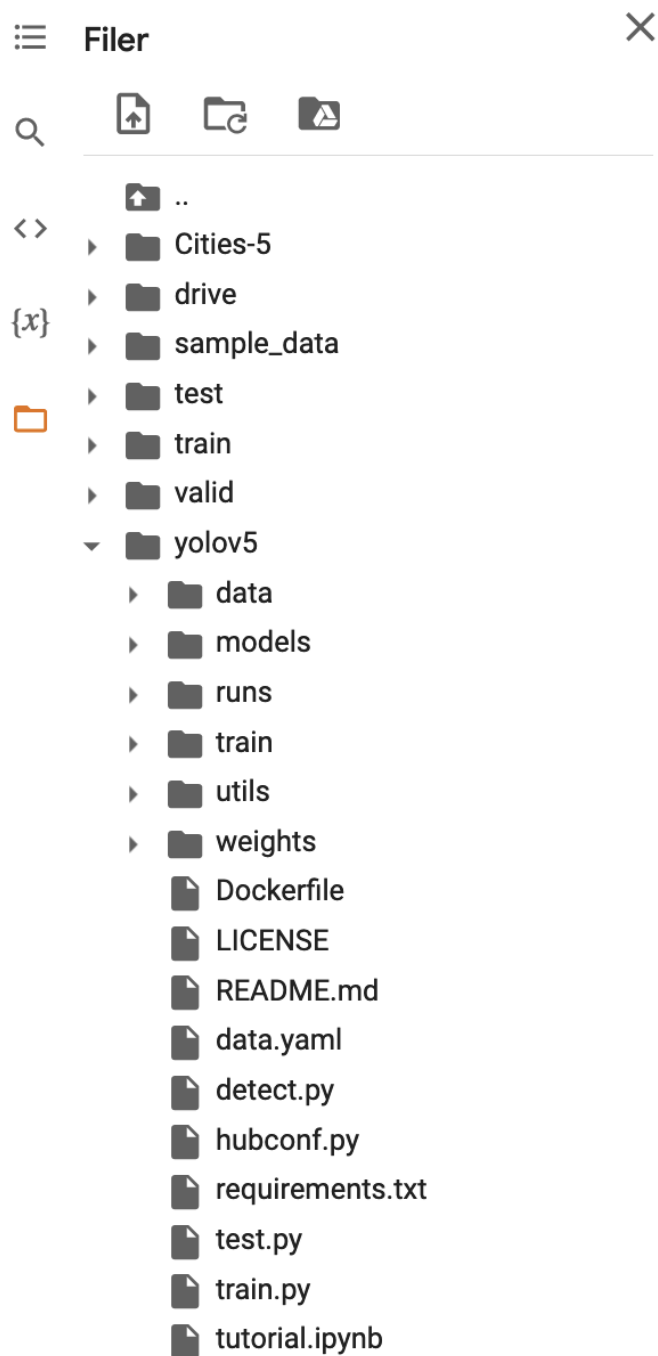 Filer
..
Cities-5
{x}
drive
sample_data
test
train
valid
yolov5
data
models
runs
train
utils
weights
Dockerfile
LICENSE
README.md
data.yaml
detect.py
hubconf.py
requirements.txt
test.py
train.py
tutorial.ipynb